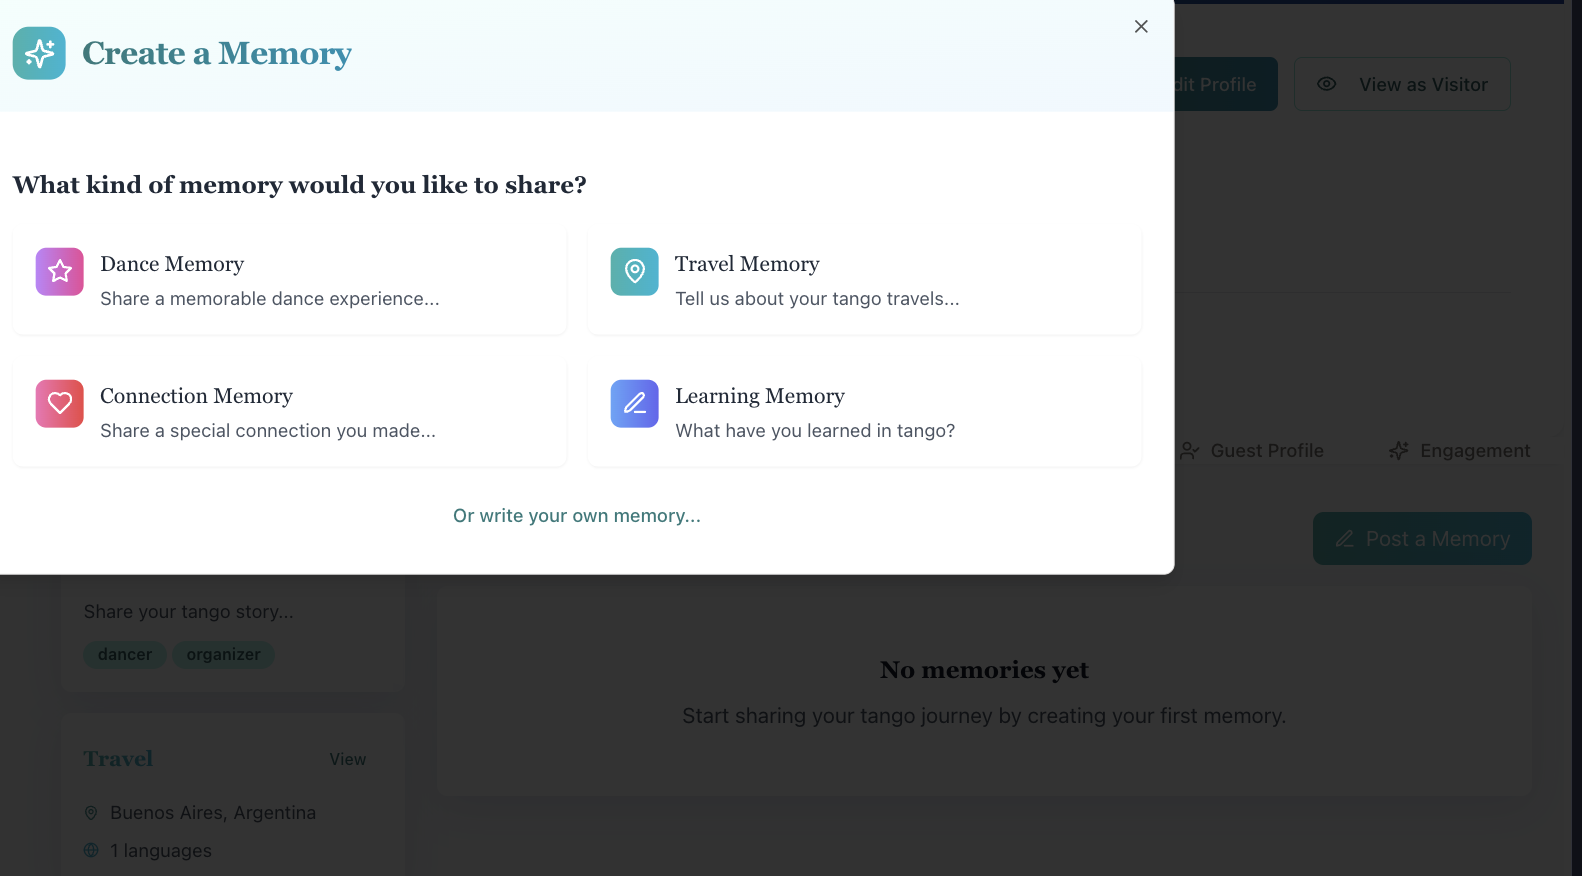 Create a Memory
dit Profile
View as Visitor
What kind of memory would you like to share?
Dance Memory
Share a memorable dance experience...
Travel Memory
Tell us about your tango travels...
Connection Memory
Share a special connection you made...
Learning Memory
What have you learned in tango?
Or write your own memory...
Guest Profile
Engagement
Post a Memory
Share your tango story...
dancer
organizer
No memories yet
Start sharing your tango journey by creating your first memory.
Travel
View
Buenos Aires, Argentina
1 languages